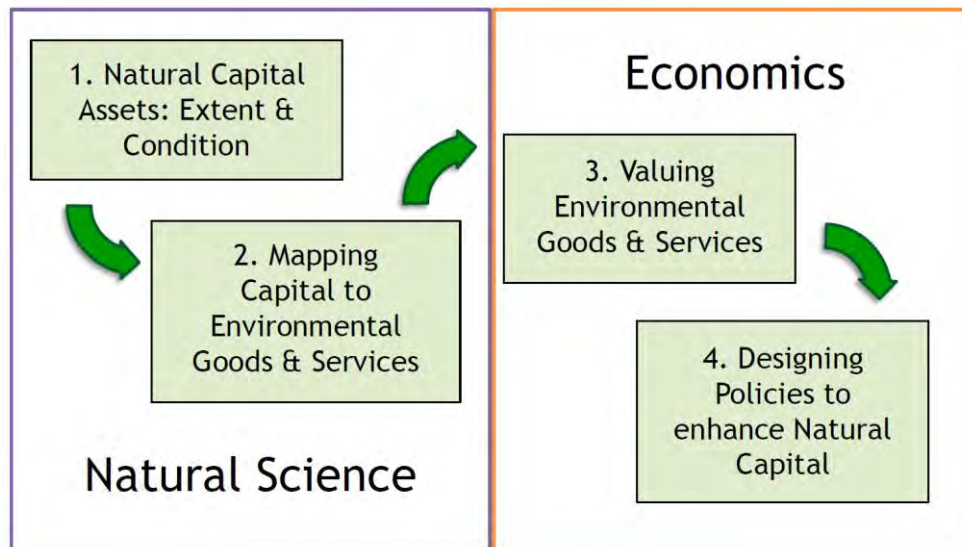 1. Natural Capital
Assets: Extent &
Condition
2. Mapping
Capital to
Environmental
Goods & Services
Natural Science
Economics
3. Valuing
Environmental
Goods & Services
4. Designing
Policies to
enhance Natural
Capital